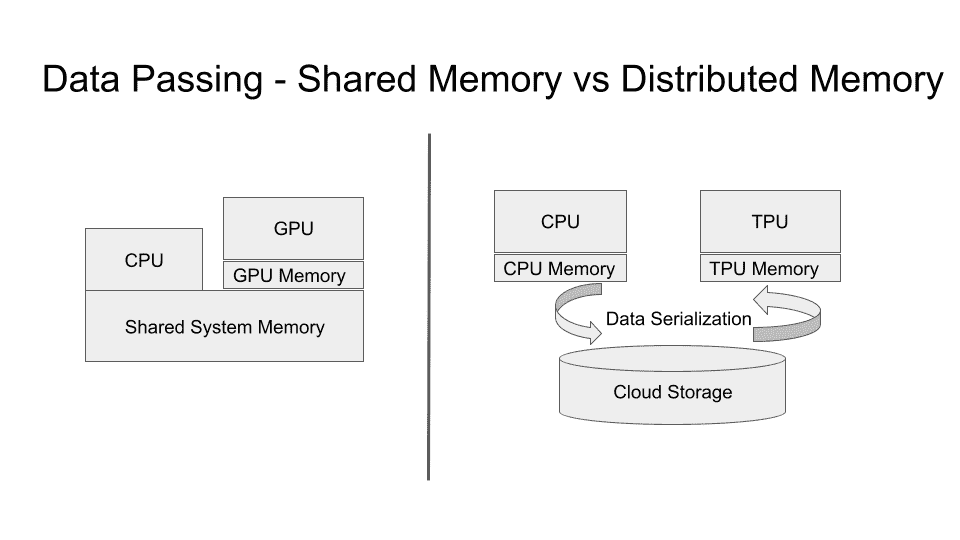 Data Passing - Shared Memory vs Distributed Memory
CPU
GPU
GPU Memory
Shared System Memory
CPU
TPU
CPU Memory
TPU Memory
Data Serialization
Cloud Storage